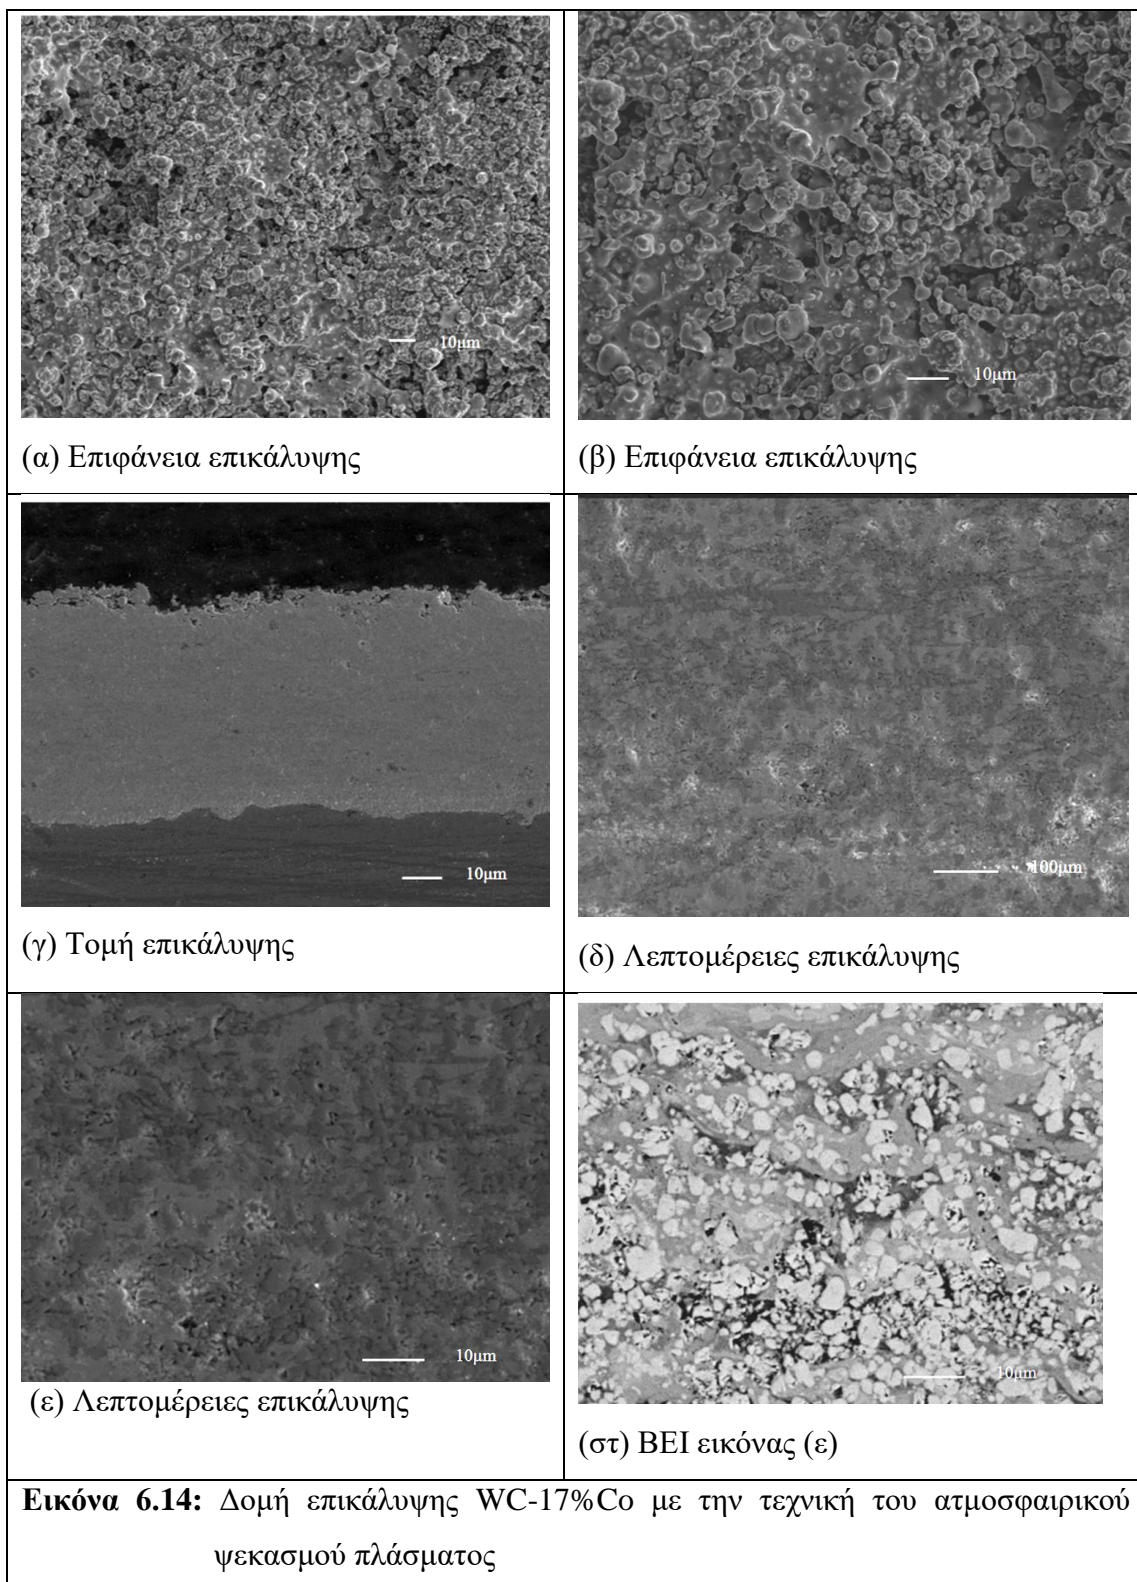 10μm
10μm
(α) Επιφάνεια επικάλυψης
(β) Επιφάνεια επικάλυψης
10μm
100μm
(γ) Τομή επικάλυψης
(δ) Λεπτομέρειες επικάλυψης
10μm
10μm
(ε) Λεπτομέρειες επικάλυψης
(στ) BEI εικόνας (ε)
Εικόνα 6.14: Δομή επικάλυψης WC-17%Co με την τεχνική του ατμοσφαιρικού
ψεκασμού πλάσματος